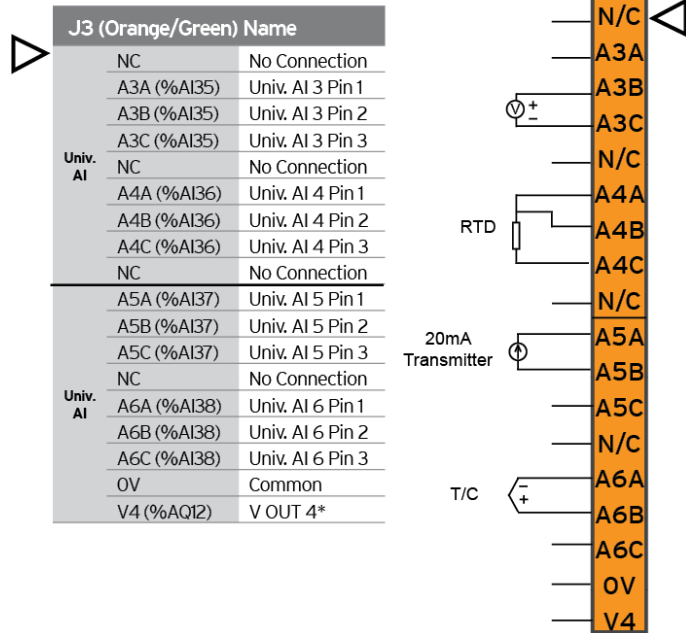 J3 (Orange/Green) Name
NC No Connection
A3A (%AI35) Univ. AI 3 Pin 1
A3B (%AI35) Univ. AI 3 Pin 2
A3C (%AI35) Univ. AI 3 Pin 3
Univ. AI
NC No Connection
A4A (%AI36) Univ. AI 4 Pin 1
A4B (%AI36) Univ. AI 4 Pin 2
A4C (%AI36) Univ. AI 4 Pin 3
NC No Connection
A5A (%AI37) Univ. AI 5 Pin 1
A5B (%AI37) Univ. AI 5 Pin 2
A5C (%AI37) Univ. AI 5 Pin 3
NC No Connection
Univ. AI
A6A (%AI38) Univ. AI 6 Pin 1
A6B (%AI38) Univ. AI 6 Pin 2
A6C (%AI38) Univ. AI 6 Pin 3
0V Common
V4 (%AQ12) V OUT 4*
N/C
A3A
A3B
V + -
A3C
N/C
A4A
RTD
A4B
A4C
N/C
A5A
20mA
Transmitter
A5B
A5C
N/C
A6A
T/C - +
A6B
A6C
0V
V4